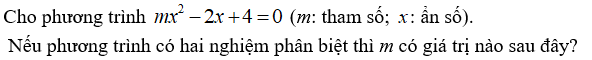 Cho phương trình mx² − 2x + 4 = 0 (m: tham số; x: ẩn số).
Nếu phương trình có hai nghiệm phân biệt thì m có giá trị nào sau đây?